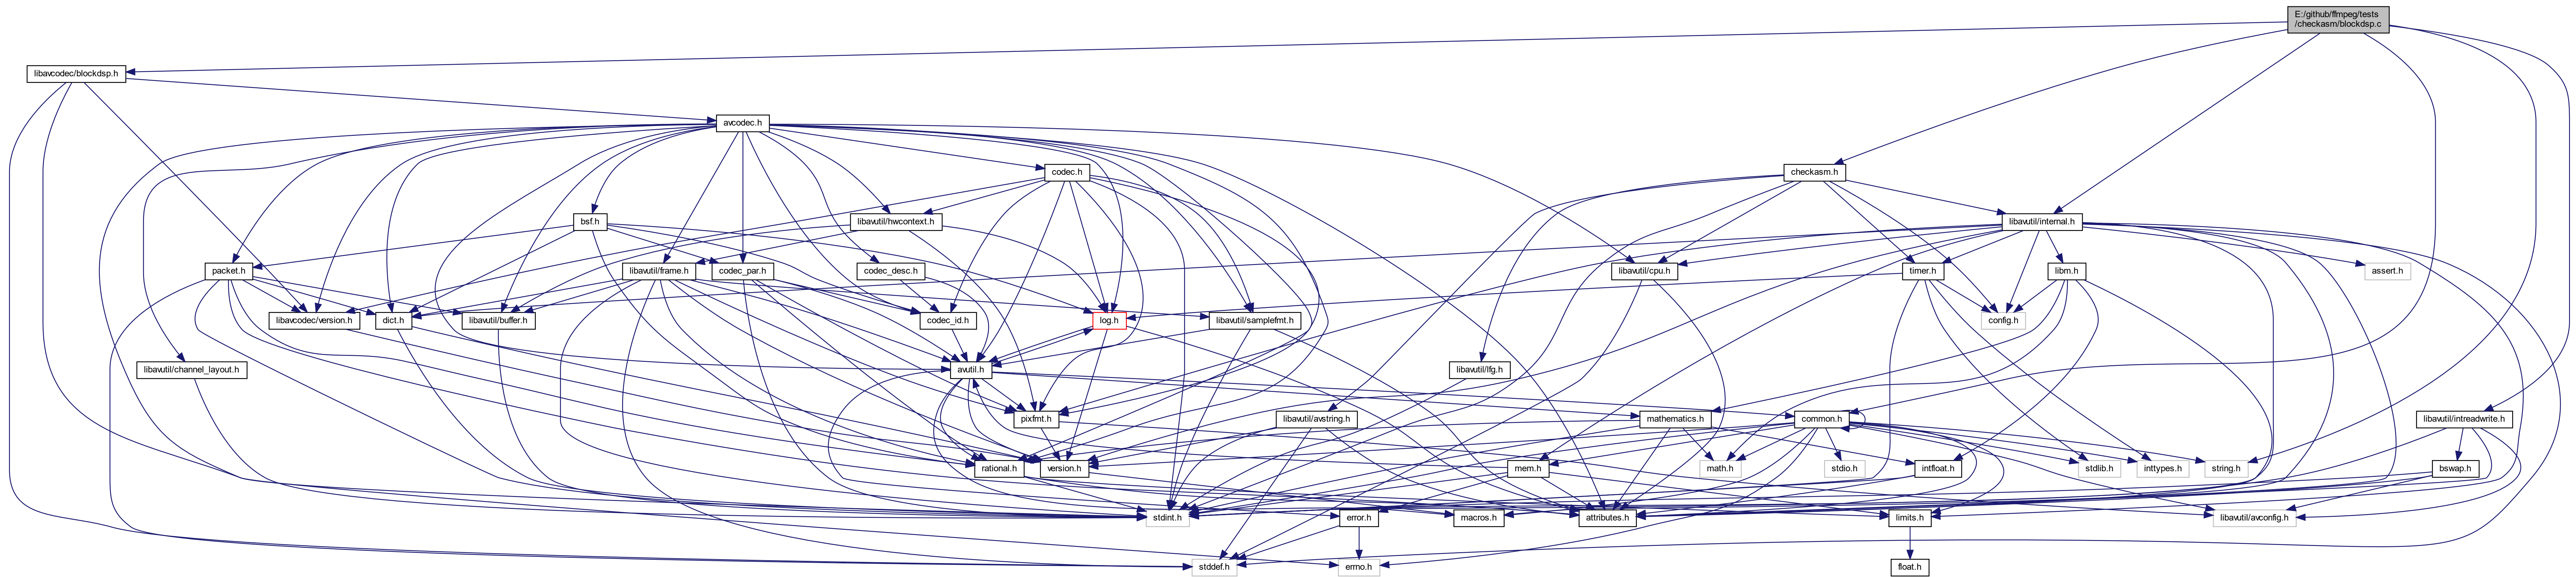 E:/github/ffmpeg/tests
/checkasm/blockdsp.c
libavcodec/blockdsp.h
avcodec.h
codec.h
checkasm.h
bsf.h
libavutil/hwcontext.h
libavutil/internal.h
packet.h
libavutil/frame.h
codec_par.h
codec_desc.h
libavutil/cpu.h
timer.h
libm.h
assert.h
libavcodec/version.h
dict.h
libavutil/buffer.h
codec_id.h
log.h
libavutil/samplefmt.h
config.h
libavutil/channel_layout.h
avutil.h
libavutil/lfg.h
pixfmt.h
libavutil/avstring.h
mathematics.h
common.h
libavutil/intreadwrite.h
rational.h
version.h
mem.h
math.h
stdio.h
intfloat.h
stdlib.h
inttypes.h
string.h
bswap.h
stdint.h
error.h
macros.h
attributes.h
limits.h
libavutil/avconfig.h
stddef.h
errno.h
float.h